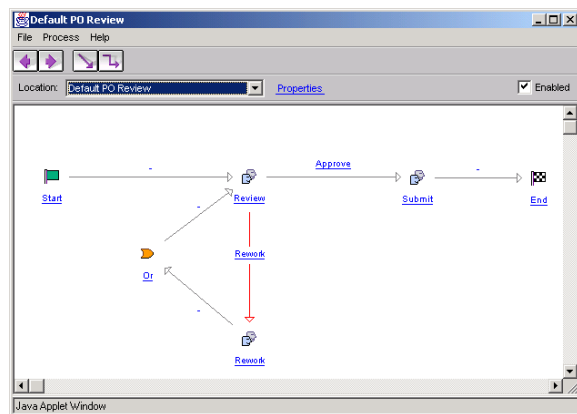 Default PO Review
File Process Help
Location: Default PO Review Properties Enabled
- Approve -
Start Review Submit End
-
Rework
Or
-
Rework
Java Applet Window